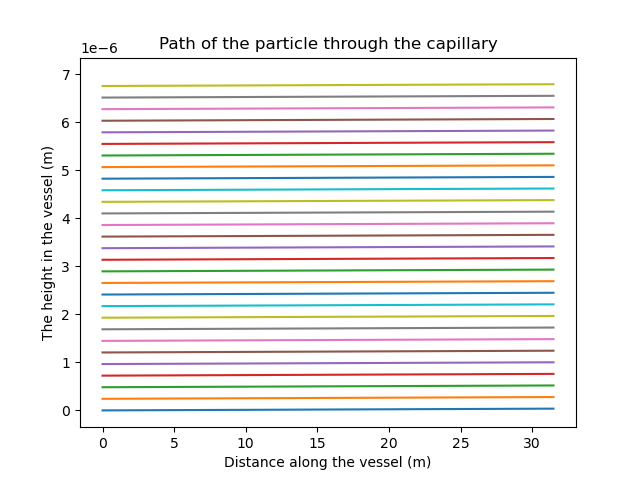 Path of the particle through the capillary
1e−6
7
6
5
4
3
2
1
0
The height in the vessel (m)
0 5 10 15 20 25 30
Distance along the vessel (m)